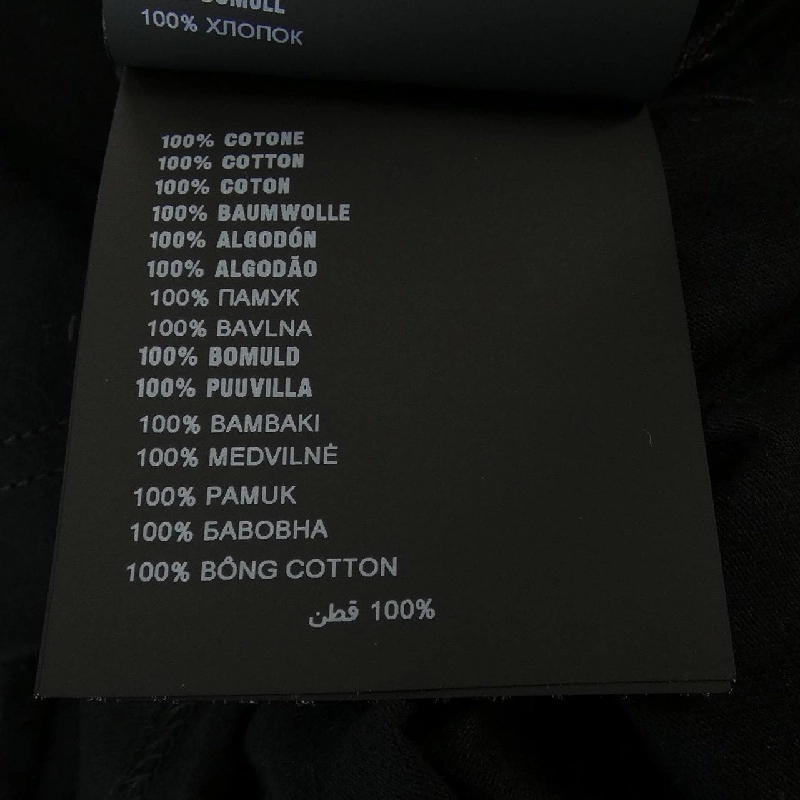 100% ХЛОПОК
100% COTONE
100% COTTON
100% COTON
100% BAUMWOLLE
100% ALGODÓN
100% ALGODÃO
100% ПАМУК
100% BAVLNA
100% BOMULD
100% PUUVILLA
100% BAMBAKI
100% MEDVILNĖ
100% PAMUK
100% БАВОВНА
100% BÔNG COTTON
100% قطن